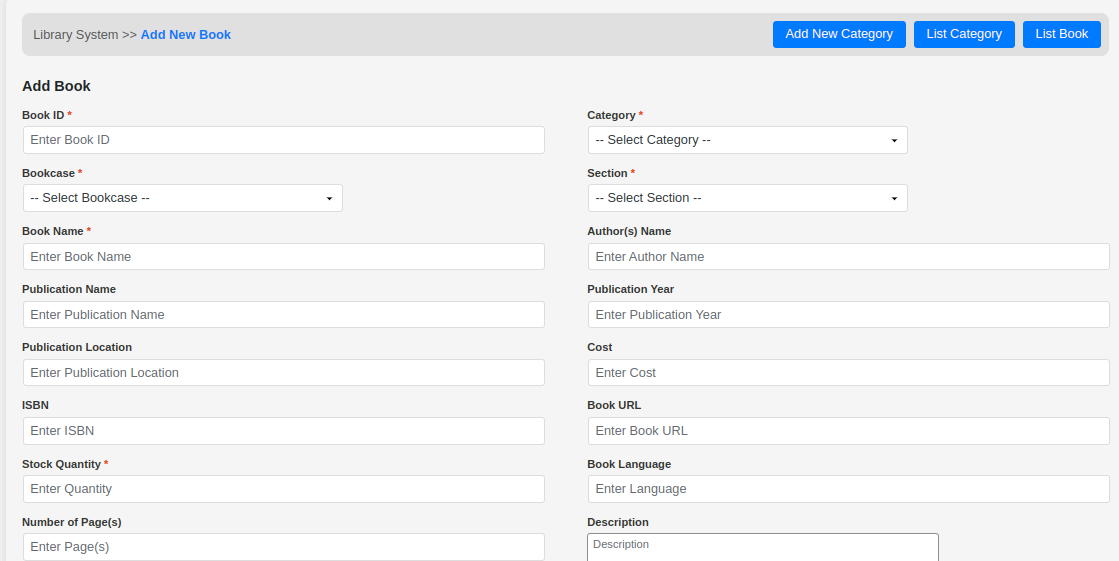 Library System >> Add New Book
Add New Category
List Category
List Book
Add Book
Book ID *
Enter Book ID
Category *
-- Select Category --
Bookcase *
-- Select Bookcase --
Section *
-- Select Section --
Book Name *
Enter Book Name
Author(s) Name
Enter Author Name
Publication Name
Enter Publication Name
Publication Year
Enter Publication Year
Publication Location
Enter Publication Location
Cost
Enter Cost
ISBN
Enter ISBN
Book URL
Enter Book URL
Stock Quantity *
Enter Quantity
Book Language
Enter Language
Number of Page(s)
Enter Page(s)
Description
Description